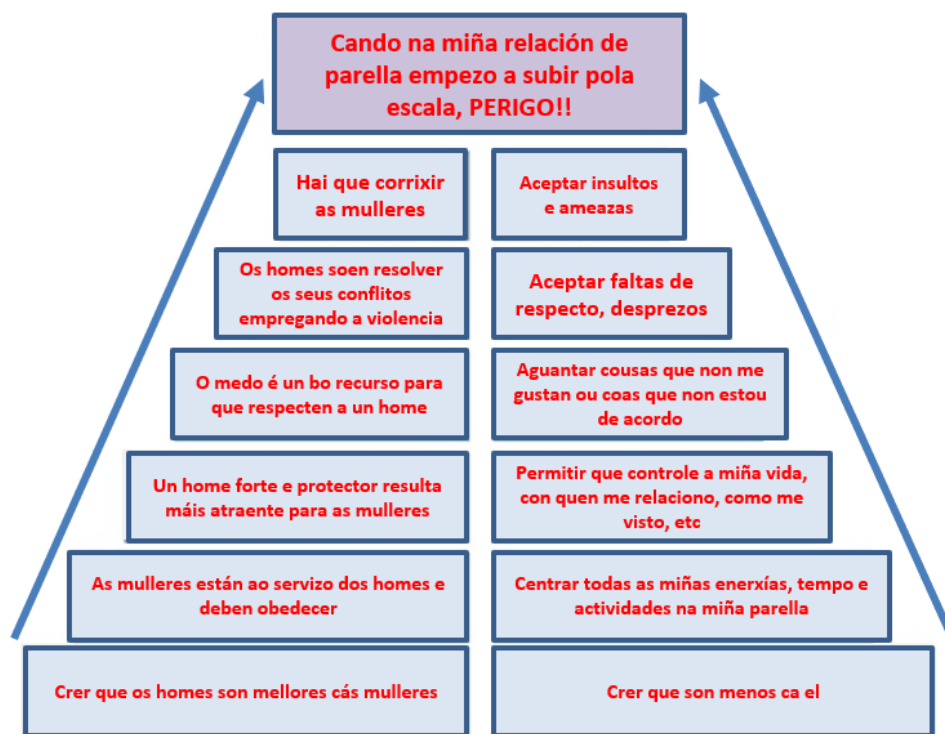 Cando na miña relación de
parella empezo a subir pola
escala, PERIGO!!
Hai que corrixir
as mulleres
Aceptar insultos
e ameazas
Os homes soen resolver
os seus conflitos
empregando a violencia
Aceptar faltas de
respecto, desprezos
O medo é un bo recurso para
que respecten a un home
Aguantar cousas que non me
gustan ou coas que non estou
de acordo
Un home forte e protector resulta
máis atraente para as mulleres
Permitir que controle a miña vida,
con quen me relaciono, como me
visto, etc
As mulleres están ao servizo dos homes e
deben obedecer
Centrar todas as miñas enerxías, tempo e
actividades na miña parella
Crer que os homes son mellores cás mulleres
Crer que son menos ca el